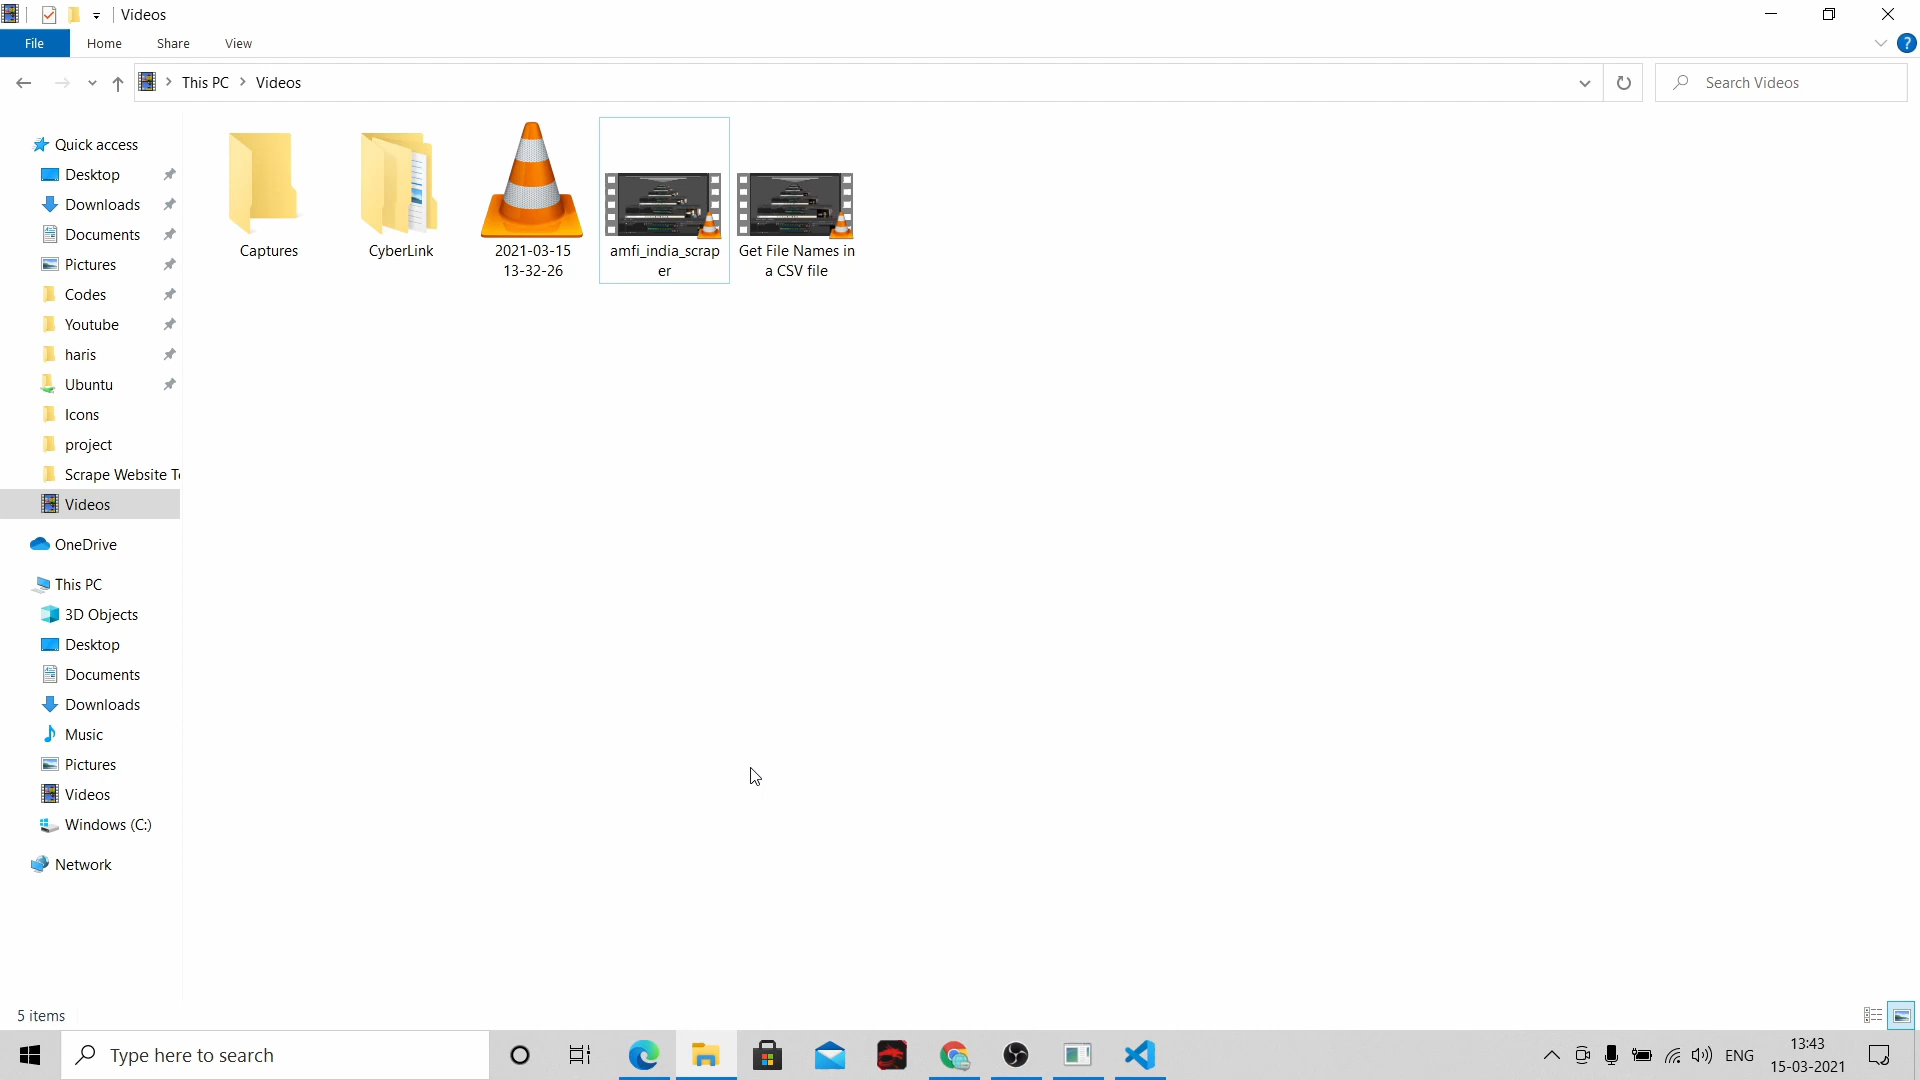 Videos
File
Home
Share
View
?
This PC
Videos
Search Videos
Quick access
Desktop
Downloads
Documents
Pictures
Codes
Youtube
haris
Ubuntu
Icons
project
Scrape Website
Videos
OneDrive
This PC
3D Objects
Desktop
Documents
Downloads
Music
Pictures
Videos
Windows (C:)
Network
Captures
CyberLink
2021-03-15
13-32-26
amfi_india_scrap
er
Get File Names in
a CSV file
5 items
Type here to search
ENG
13:43
15-03-2021